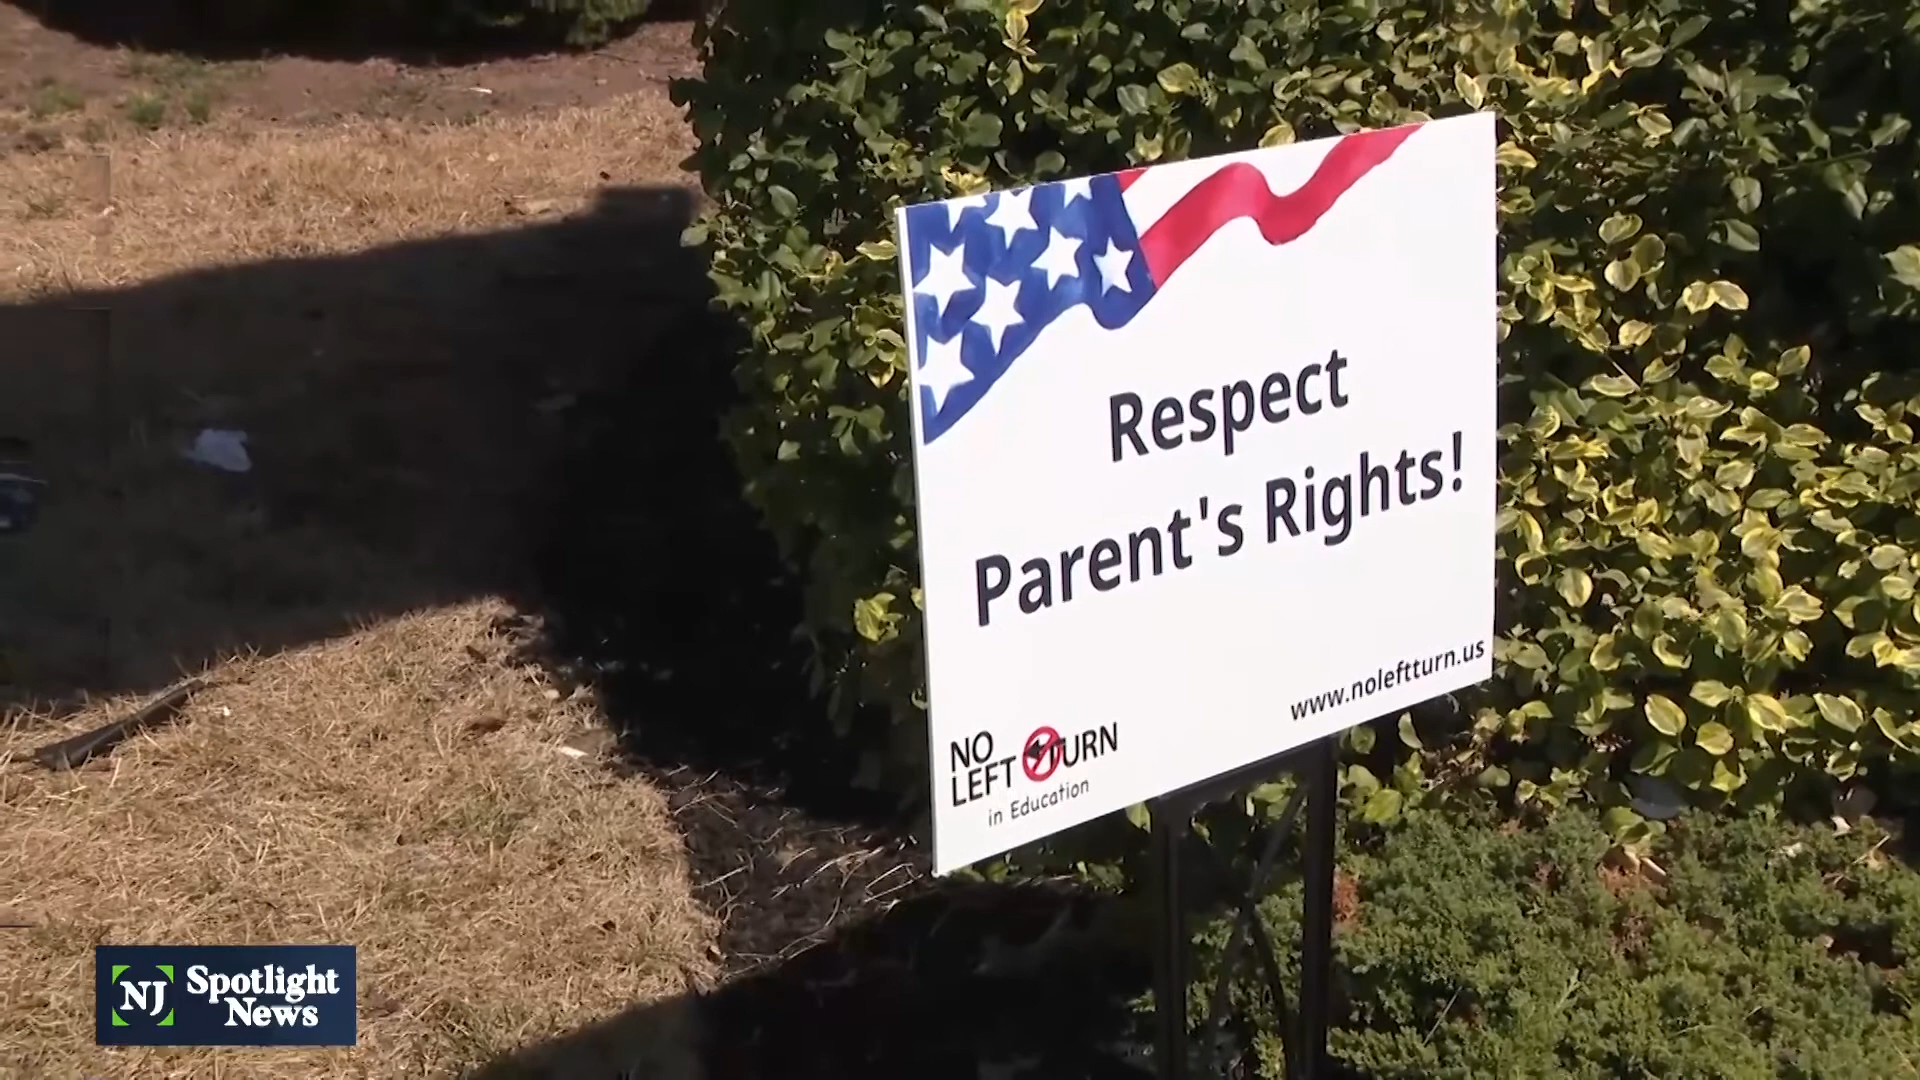 Respect
Parent's Rights!
www.noleftturn.us
NO
LEFT TURN
in Education
NJ Spotlight
News